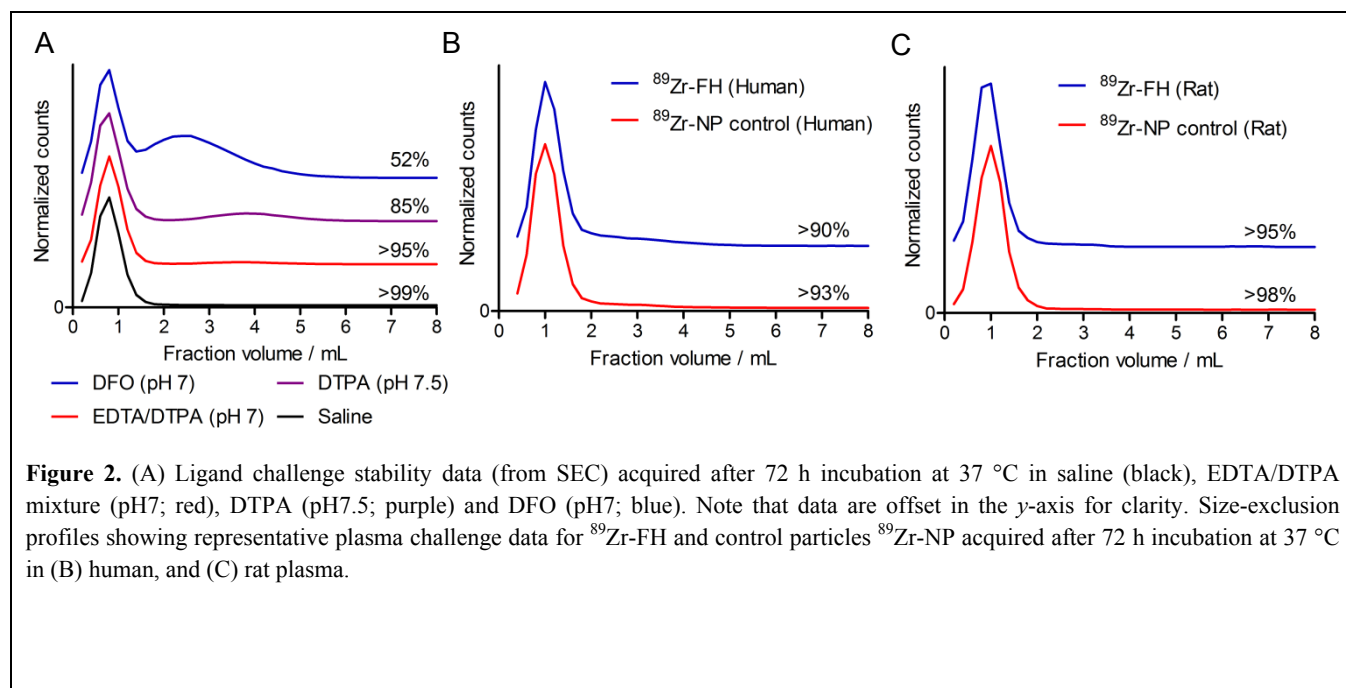 A
Normalized counts
0
52%
85%
>95%
>99%
0 1 2 3 4 5 6 7 8
Fraction volume / mL
DFO (pH 7)
DTPA (pH 7.5)
EDTA/DTPA (pH 7)
Saline
B
Normalized counts
0
⁸⁹Zr-FH (Human)
⁸⁹Zr-NP control (Human)
>90%
>93%
0 1 2 3 4 5 6 7 8
Fraction volume / mL
C
Normalized counts
0
⁸⁹Zr-FH (Rat)
⁸⁹Zr-NP control (Rat)
>95%
>98%
0 1 2 3 4 5 6 7 8
Fraction volume / mL
Figure 2. (A) Ligand challenge stability data (from SEC) acquired after 72 h incubation at 37 °C in saline (black), EDTA/DTPA
mixture (pH7; red), DTPA (pH7.5; purple) and DFO (pH7; blue). Note that data are offset in the y-axis for clarity. Size-exclusion
profiles showing representative plasma challenge data for ⁸⁹Zr-FH and control particles ⁸⁹Zr-NP acquired after 72 h incubation at 37 °C
in (B) human, and (C) rat plasma.